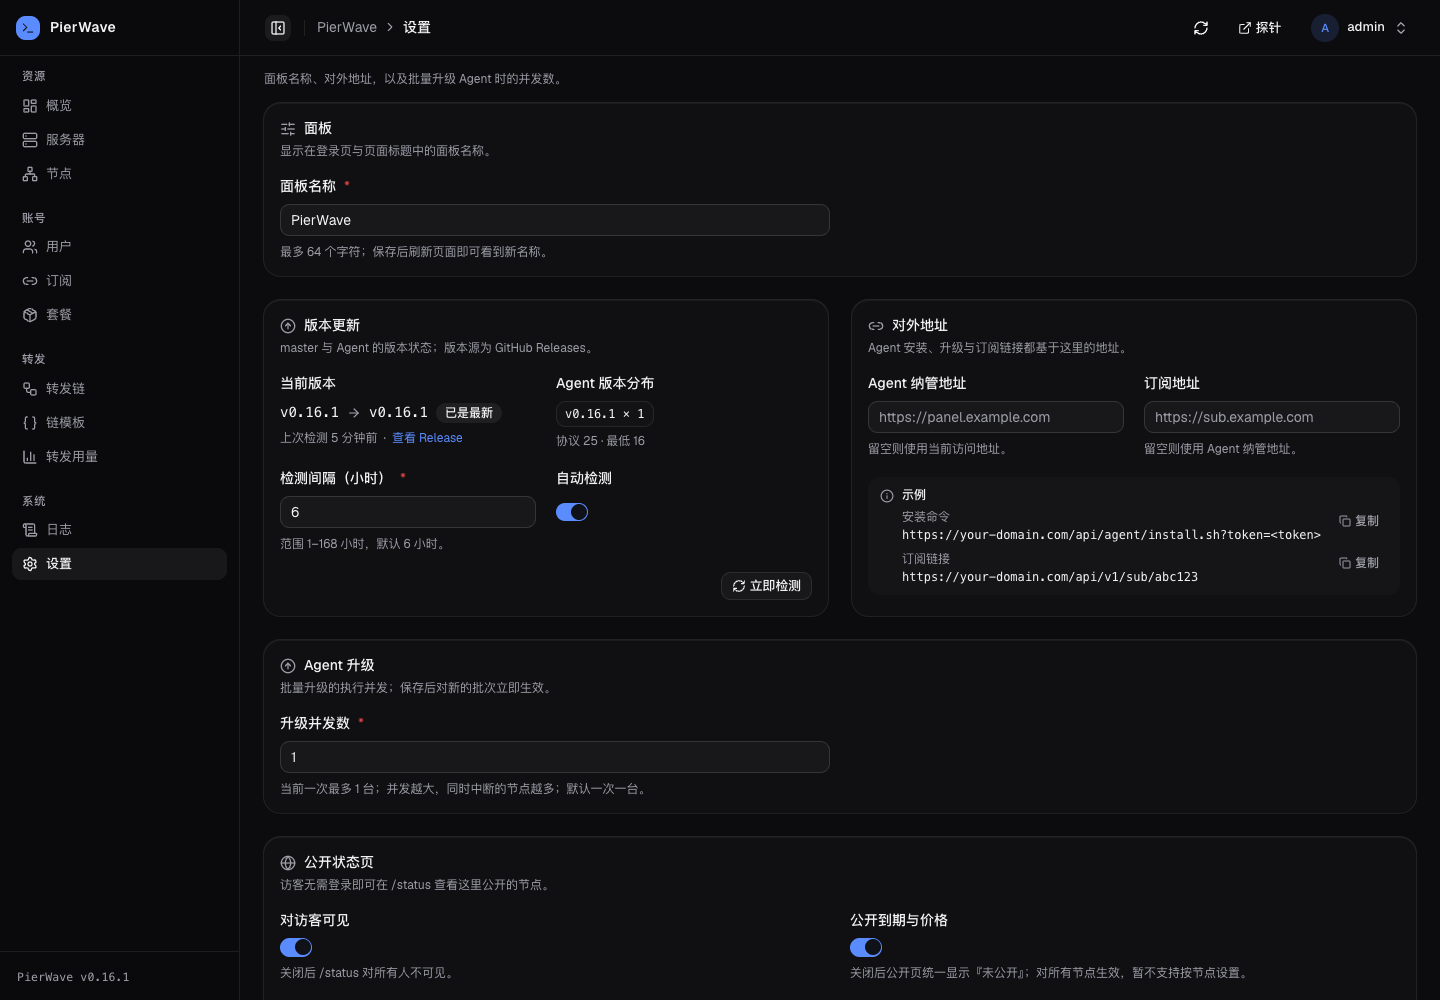 PierWave
PierWave
设置
探针
A
admin
资源
概览
服务器
节点
账号
用户
订阅
套餐
转发
转发链
链模板
转发用量
系统
日志
设置
PierWave v0.16.1
面板名称、对外地址，以及批量升级 Agent 时的并发数。
面板
显示在登录页与页面标题中的面板名称。
面板名称 *
PierWave
最多 64 个字符；保存后刷新页面即可看到新名称。
版本更新
master 与 Agent 的版本状态；版本源为 GitHub Releases。
当前版本
v0.16.1 → v0.16.1 已是最新
上次检测 5 分钟前 · 查看 Release
Agent 版本分布
v0.16.1 × 1
协议 25 · 最低 16
检测间隔（小时） *
6
范围 1–168 小时，默认 6 小时。
自动检测
立即检测
对外地址
Agent 安装、升级与订阅链接都基于这里的地址。
Agent 纳管地址
https://panel.example.com
留空则使用当前访问地址。
订阅地址
https://sub.example.com
留空则使用 Agent 纳管地址。
示例
安装命令
https://your-domain.com/api/agent/install.sh?token=<token>
复制
订阅链接
https://your-domain.com/api/v1/sub/abc123
复制
Agent 升级
批量升级的执行并发；保存后对新的批次立即生效。
升级并发数 *
1
当前一次最多 1 台；并发越大，同时中断的节点越多；默认一次一台。
公开状态页
访客无需登录即可在 /status 查看这里公开的节点。
对访客可见
关闭后 /status 对所有人不可见。
公开到期与价格
关闭后公开页统一显示『未公开』；对所有节点生效，暂不支持按节点设置。